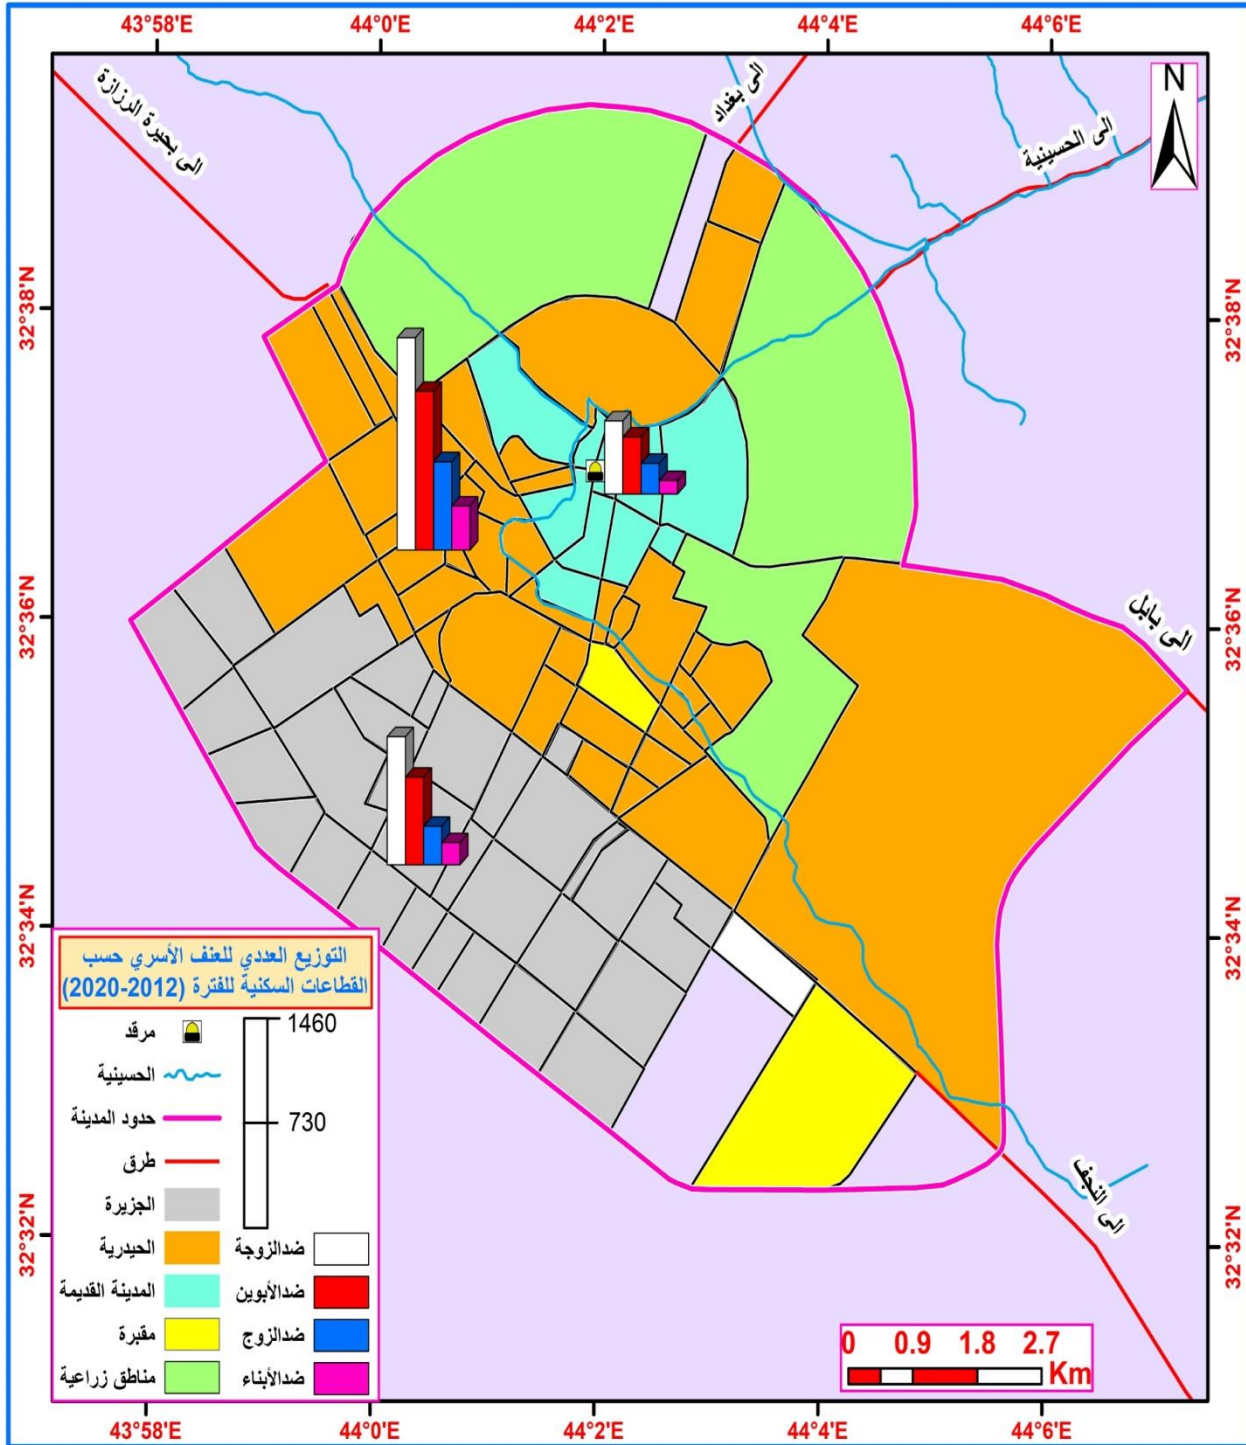 43°58'E
44°0'E
44°2'E
44°4'E
44°6'E
الى بحيرة الرزازة
الى بغداد
الى الحسينية
N
32°38'N
32°38'N
32°36'N
32°36'N
الى بابل
32°34'N
32°34'N
التوزيع العددي للعنف الأسري حسب
القطاعات السكنية للفترة (2012-2020)
مرقد
1460
الحسينية
حدود المدينة
730
طرق
الجزيرة
الى النجف
32°32'N
32°32'N
الحيدرية
ضدالزوجة
المدينة القديمة
ضدالأبوين
مقبرة
ضدالزوج
مناطق زراعية
ضدالأبناء
0 0.9 1.8 2.7
Km
43°58'E
44°0'E
44°2'E
44°4'E
44°6'E